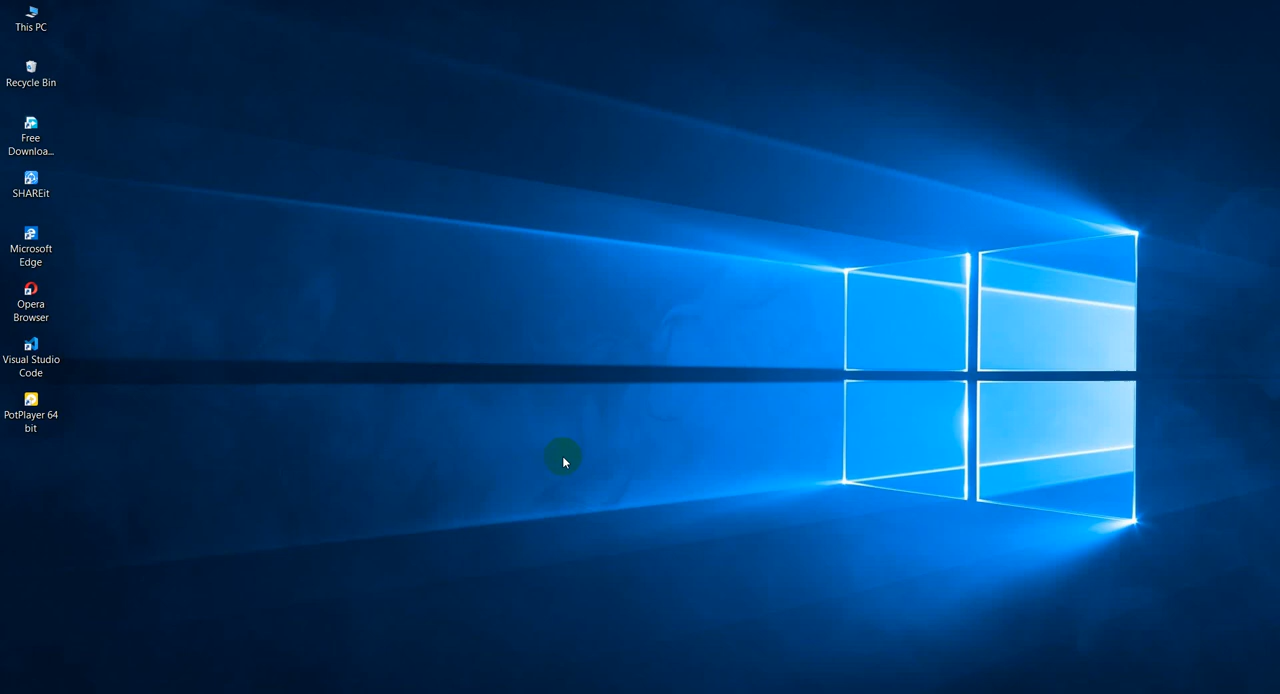 This PC
Recycle Bin
Free
Downloa...
SHAREit
Microsoft
Edge
Opera
Browser
Visual Studio
Code
PotPlayer 64
bit